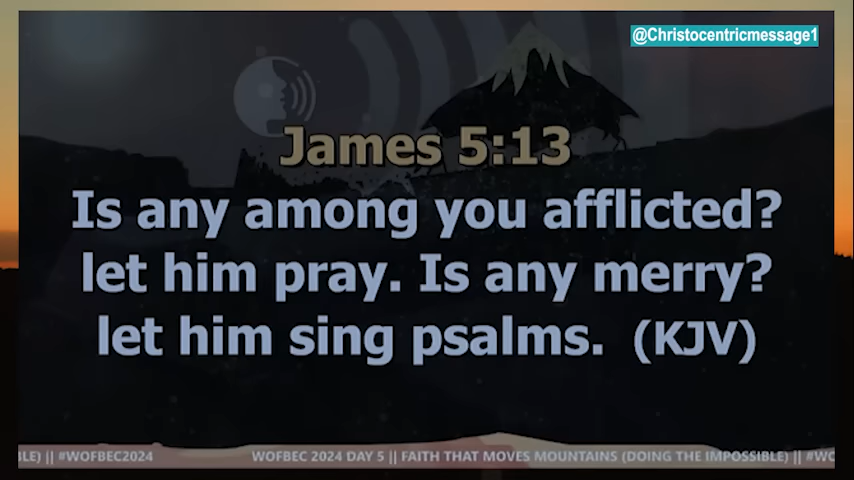 @Christocentricmessage1
James 5:13
Is any among you afflicted?
let him pray. Is any merry?
let him sing psalms. (KJV)
BLE) || #WOFBEC2024 WOFBEC 2024 DAY 5 || FAITH THAT MOVES MOUNTAINS (DOING THE IMPOSSIBLE) || #WO